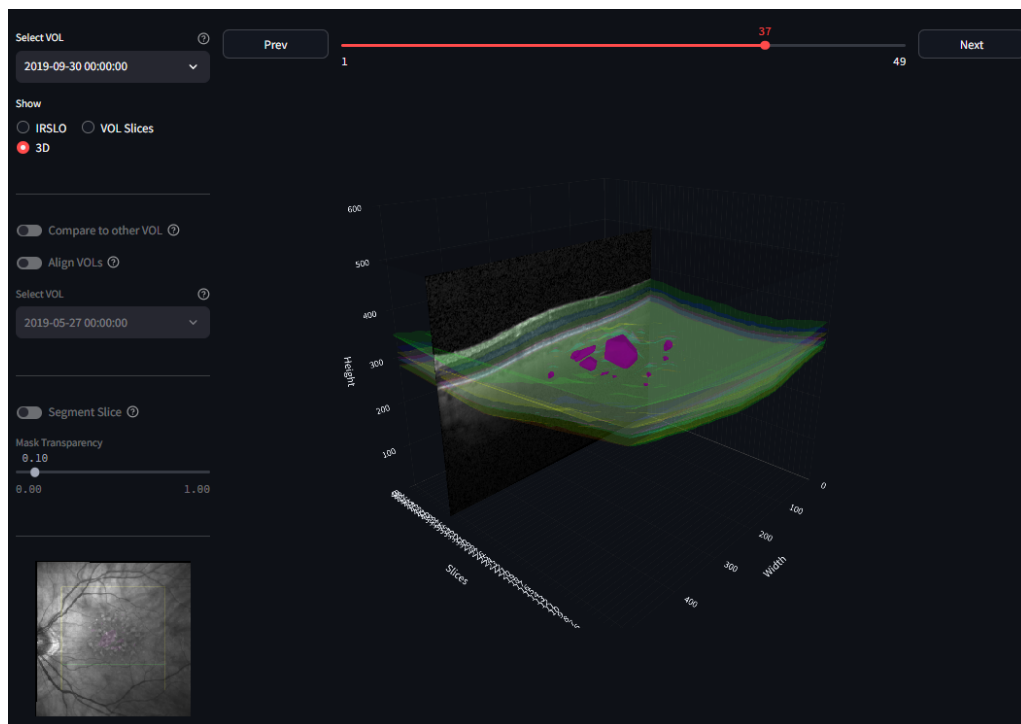 Select VOL
2019-09-30 00:00:00
Show
IRSLO
VOL Slices
3D
Compare to other VOL
Align VOLs
Select VOL
2019-05-27 00:00:00
Segment Slice
Mask Transparency
0.10
0.00 1.00
Prev
37
1 49
Next
600
500
400
300
200
100
Height
Slices
0
100
200
300
400
Width